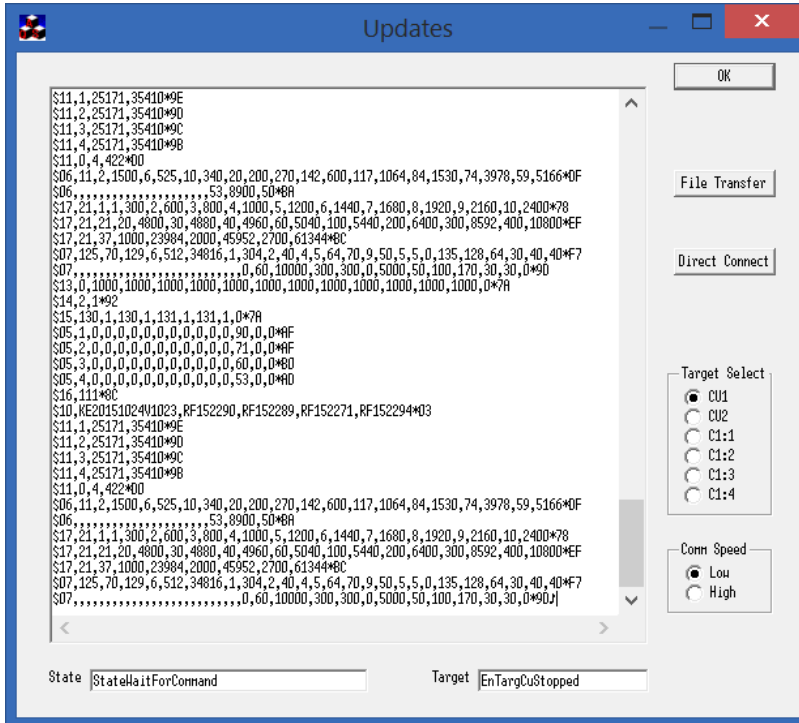 Updates
OK
$11,1,25171,35410*9E
$11,2,25171,35410*9D
$11,3,25171,35410*9C
$11,4,25171,35410*9B
$11,0,4,422*D0
$06,11,2,1500,6,525,10,340,20,200,270,142,600,117,1064,84,1530,74,3978,59,5166*DF
$06,,,,,,,,,,,,,,,,,,,,,53,8900,50*BA
$17,21,1,1,300,2,600,3,800,4,1000,5,1200,6,1440,7,1680,8,1920,9,2160,10,2400*78
$17,21,21,20,4800,30,4880,40,4960,60,5040,100,5440,200,6400,300,8592,400,10800*EF
$17,21,37,1000,23984,2000,45952,2700,61344*BC
$07,125,70,129,6,512,34816,1,304,2,40,4,5,64,70,9,50,5,5,0,135,128,64,30,40,40*F7
$07,,,,,,,,,,,,,,,,,,,,,,,,,,0,60,10000,300,300,0,5000,50,100,170,30,30,0*9D
$13,0,1000,1000,1000,1000,1000,1000,1000,1000,1000,1000,1000,1000,0*7A
$14,2,1*92
$15,130,1,130,1,131,1,131,1,0*7A
$05,1,0,0,0,0,0,0,0,0,0,0,0,90,0,0*AF
$05,2,0,0,0,0,0,0,0,0,0,0,0,71,0,0*AF
$05,3,0,0,0,0,0,0,0,0,0,0,0,60,0,0*B0
$05,4,0,0,0,0,0,0,0,0,0,0,0,53,0,0*AD
$16,111*8C
$10,KE20151024V1023,RF152290,RF152289,RF152271,RF152294*03
$11,1,25171,35410*9E
$11,2,25171,35410*9D
$11,3,25171,35410*9C
$11,4,25171,35410*9B
$11,0,4,422*D0
$06,11,2,1500,6,525,10,340,20,200,270,142,600,117,1064,84,1530,74,3978,59,5166*DF
$06,,,,,,,,,,,,,,,,,,,,,53,8900,50*BA
$17,21,1,1,300,2,600,3,800,4,1000,5,1200,6,1440,7,1680,8,1920,9,2160,10,2400*78
$17,21,21,20,4800,30,4880,40,4960,60,5040,100,5440,200,6400,300,8592,400,10800*EF
$17,21,37,1000,23984,2000,45952,2700,61344*BC
$07,125,70,129,6,512,34816,1,304,2,40,4,5,64,70,9,50,5,5,0,135,128,64,30,40,40*F7
$07,,,,,,,,,,,,,,,,,,,,,,,,,,0,60,10000,300,300,0,5000,50,100,170,30,30,0*9D♪
File Transfer
Direct Connect
Target Select
CU1
CU2
C1:1
C1:2
C1:3
C1:4
Comm Speed
Low
High
State StateWaitForCommand
Target EnTargCuStopped